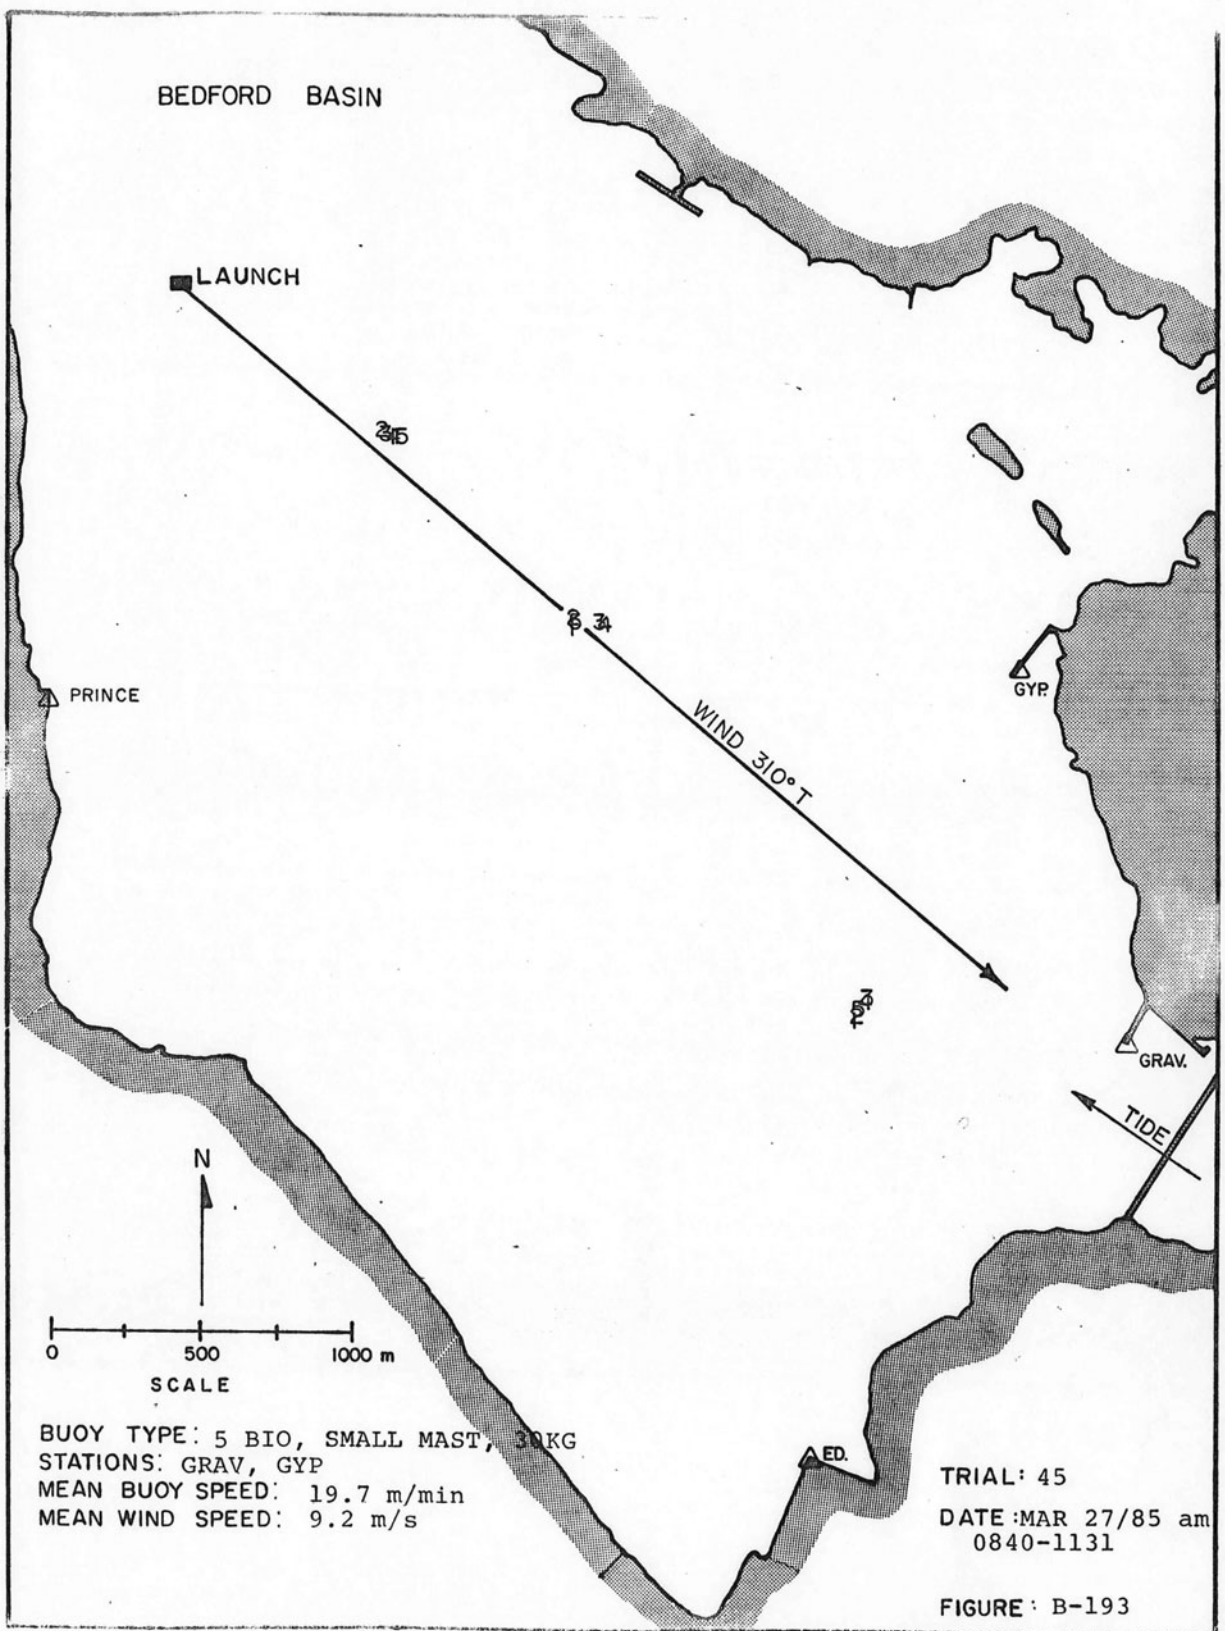 BEDFORD BASIN
LAUNCH
WIND 310° T
PRINCE
GYP.
GRAV.
TIDE
N
0 500 1000 m
SCALE
ED.
BUOY TYPE: 5 BIO, SMALL MAST,
STATIONS: GRAV, GYP
MEAN BUOY SPEED: 19.7 m/min
MEAN WIND SPEED: 9.2 m/s
TRIAL: 45
DATE: MAR 27/85 am
0840-1131
FIGURE: B-193